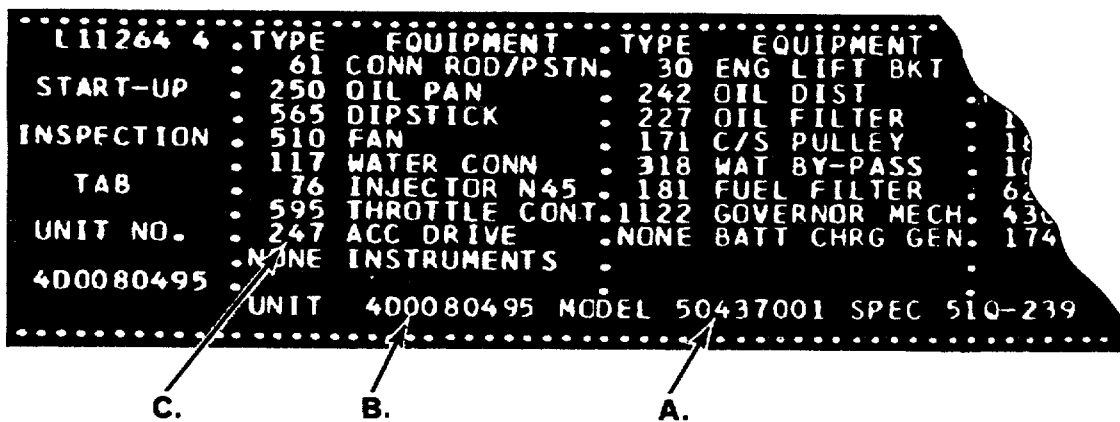 L11264 4 TYPE EQUIPMENT TYPE EQUIPMENT
61 CONN ROD/PSTN. 30 ENG LIFT BKT
START-UP 250 OIL PAN 242 OIL DIST
565 DIPSTICK 227 OIL FILTER
INSPECTION 510 FAN 171 C/S PULLEY
117 WATER CONN 318 WAT BY-PASS
TAB 76 INJECTOR N45 181 FUEL FILTER
595 THROTTLE CONT. 1122 GOVERNOR MECH.
UNIT NO. 247 ACC DRIVE NONE BATT CHRG GEN. 174
NONE INSTRUMENTS
4D0080495
UNIT 4D0080495 MODEL 50437001 SPEC 510-239
C. B. A.